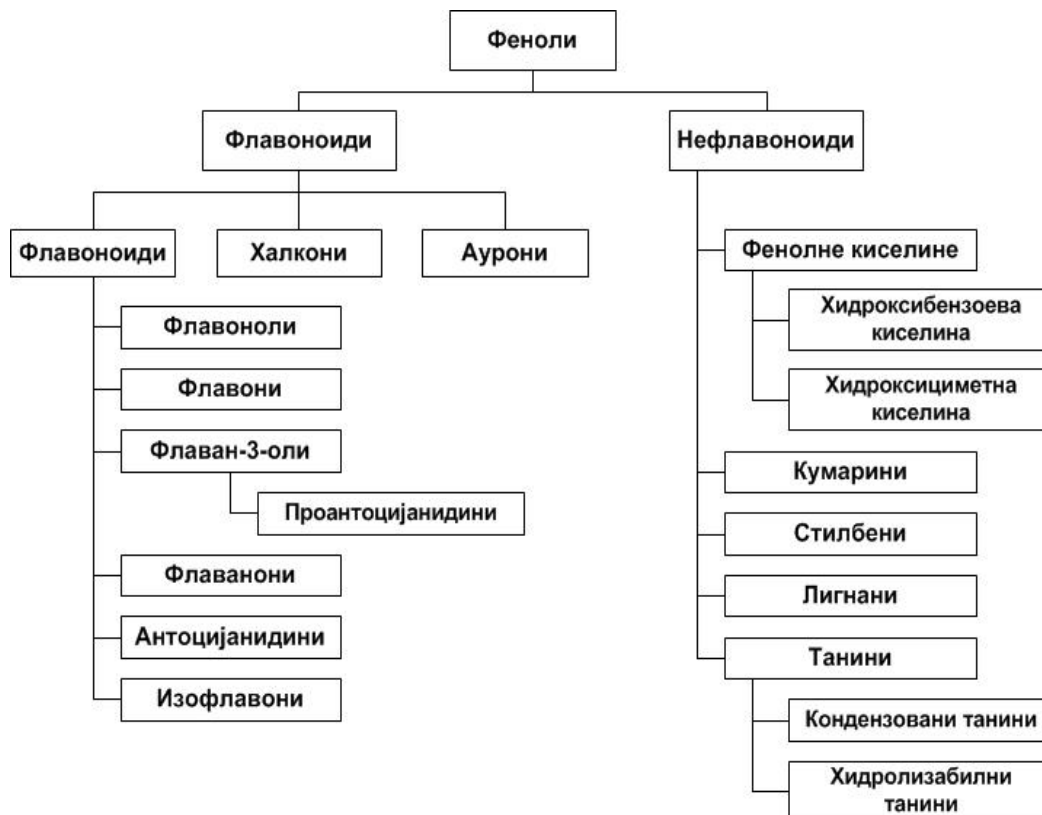 Феноли
Флавоноиди
Нефлавоноиди
Флавоноиди
Халкони
Аурони
Флавоноли
Флавони
Флаван-3-оли
Проантоцијанидини
Флаванони
Антоцијанидини
Изофлавони
Фенолне киселине
Хидроксибензоева
киселина
Хидроксициметна
киселина
Кумарини
Стилбени
Лигнани
Танини
Кондензовани танини
Хидролизабилни
танини